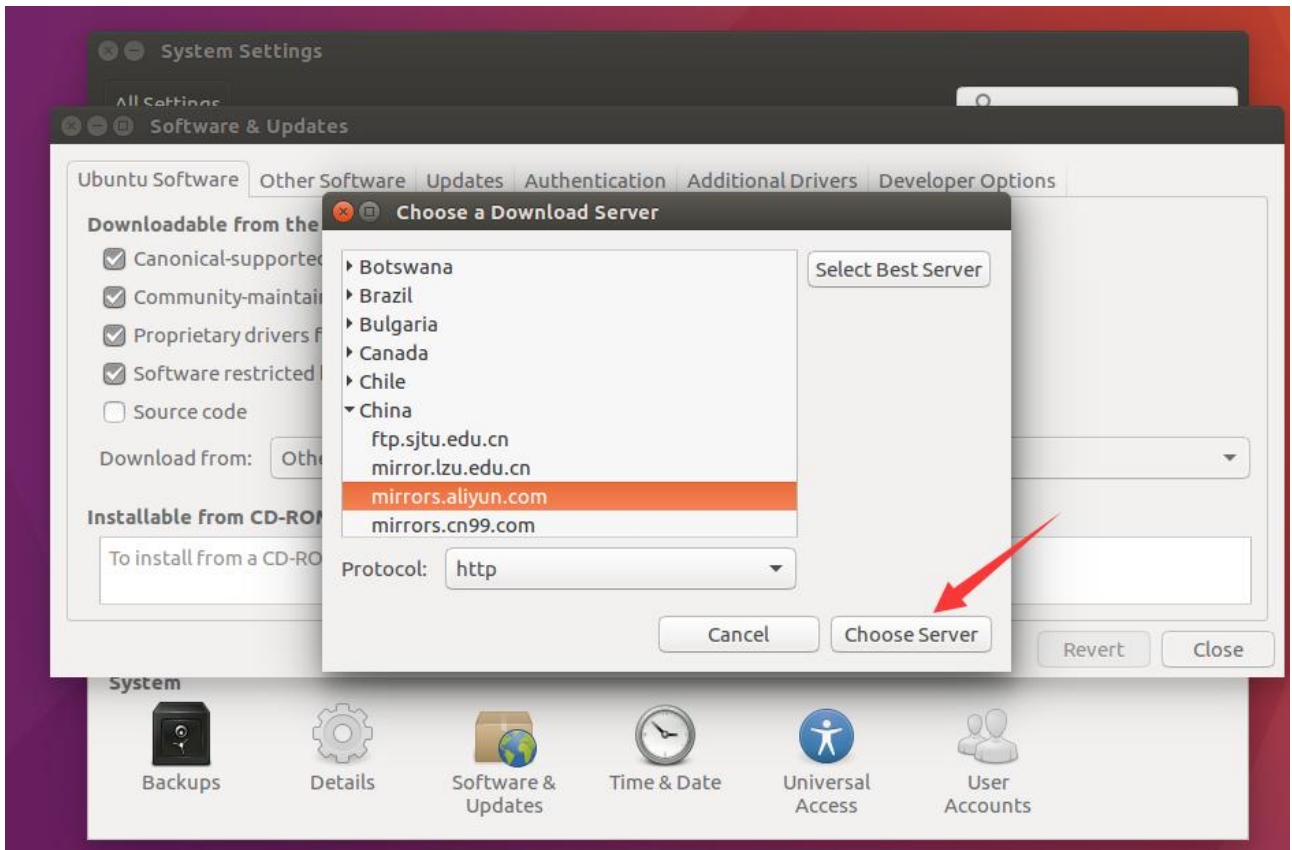 System Settings
All Settings
Software & Updates
Ubuntu Software Other Software Updates Authentication Additional Drivers Developer Options
Choose a Download Server
Downloadable from the
Canonical-supported
Community-maintai
Proprietary drivers f
Software restricted
Source code
Download from: Othe
Installable from CD-ROM
To install from a CD-RO
Botswana
Brazil
Bulgaria
Canada
Chile
China
ftp.sjtu.edu.cn
mirror.lzu.edu.cn
mirrors.aliyun.com
mirrors.cn99.com
Select Best Server
Protocol: http
Cancel Choose Server
Revert Close
System
Backups
Details
Software &
Updates
Time & Date
Universal
Access
User
Accounts